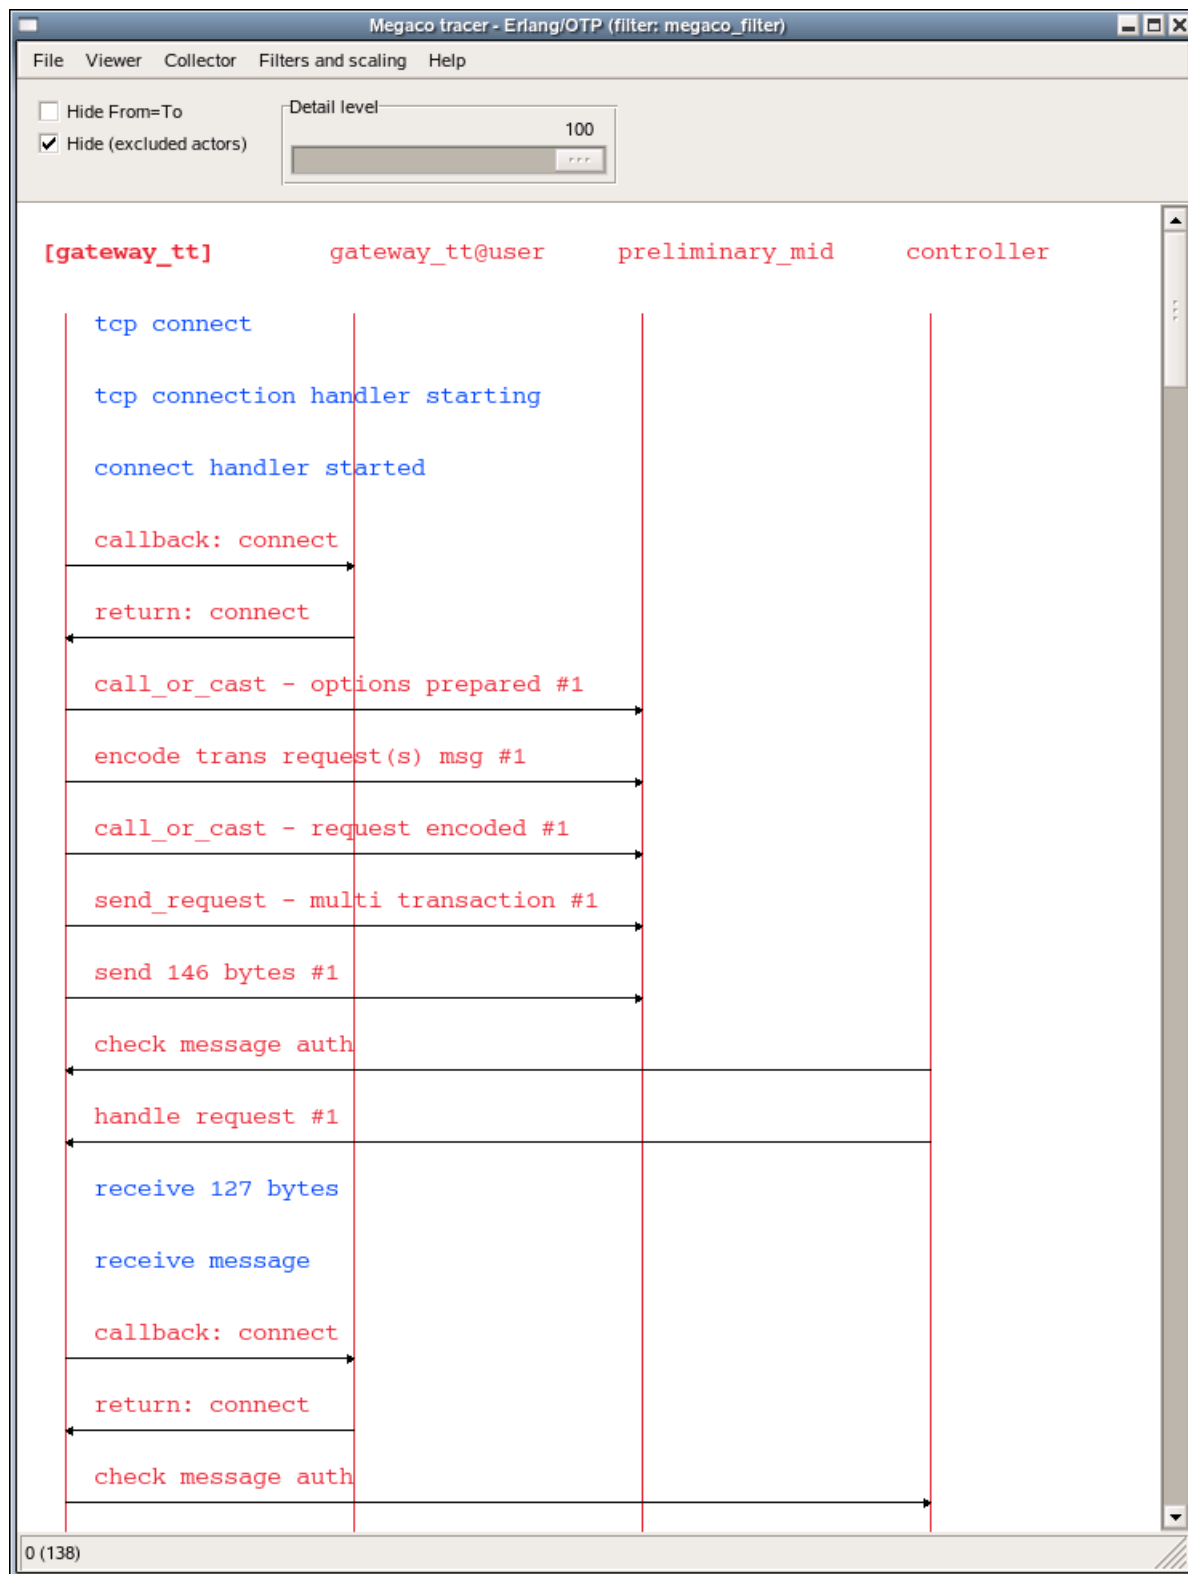 Megaco tracer - Erlang/OTP (filter: megaco_filter)
File Viewer Collector Filters and scaling Help
Hide From=To
Detail level
100
Hide (excluded actors)
[gateway_tt] gateway_tt@user preliminary_mid controller
tcp connect
tcp connection handler starting
connect handler started
callback: connect
return: connect
call_or_cast - options prepared #1
encode trans request(s) msg #1
call_or_cast - request encoded #1
send_request - multi transaction #1
send 146 bytes #1
check message auth
handle request #1
receive 127 bytes
receive message
callback: connect
return: connect
check message auth
0 (138)